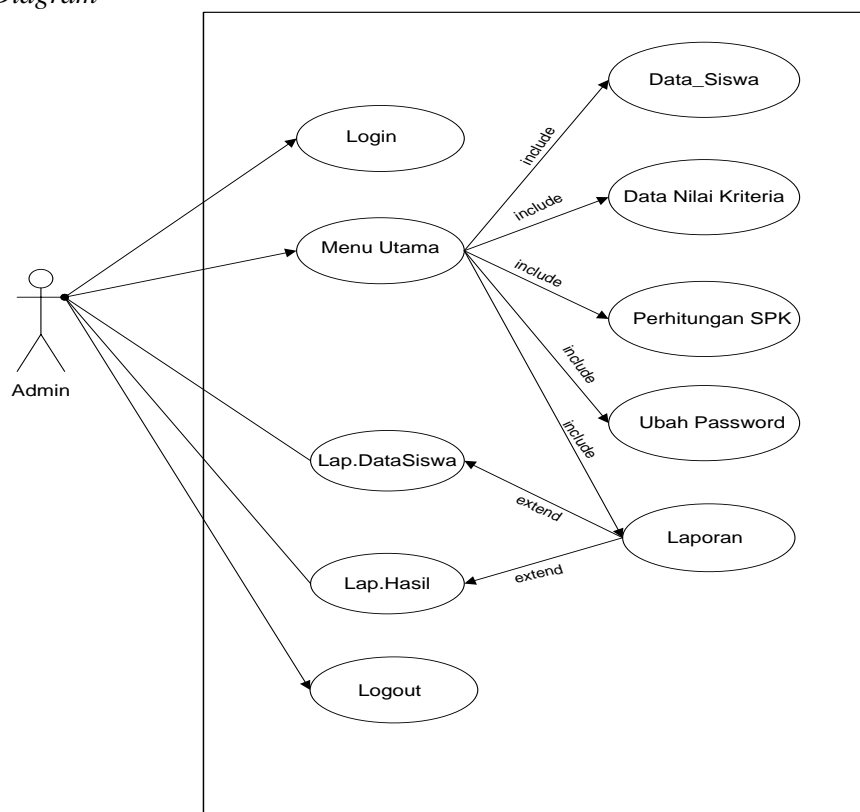 Diagram
Data_Siswa
Login
include
Data Nilai Kriteria
include
Menu Utama
include
Perhitungan SPK
include
Admin
Ubah Password
include
Lap.DataSiswa
extend
Laporan
extend
Lap.Hasil
Logout